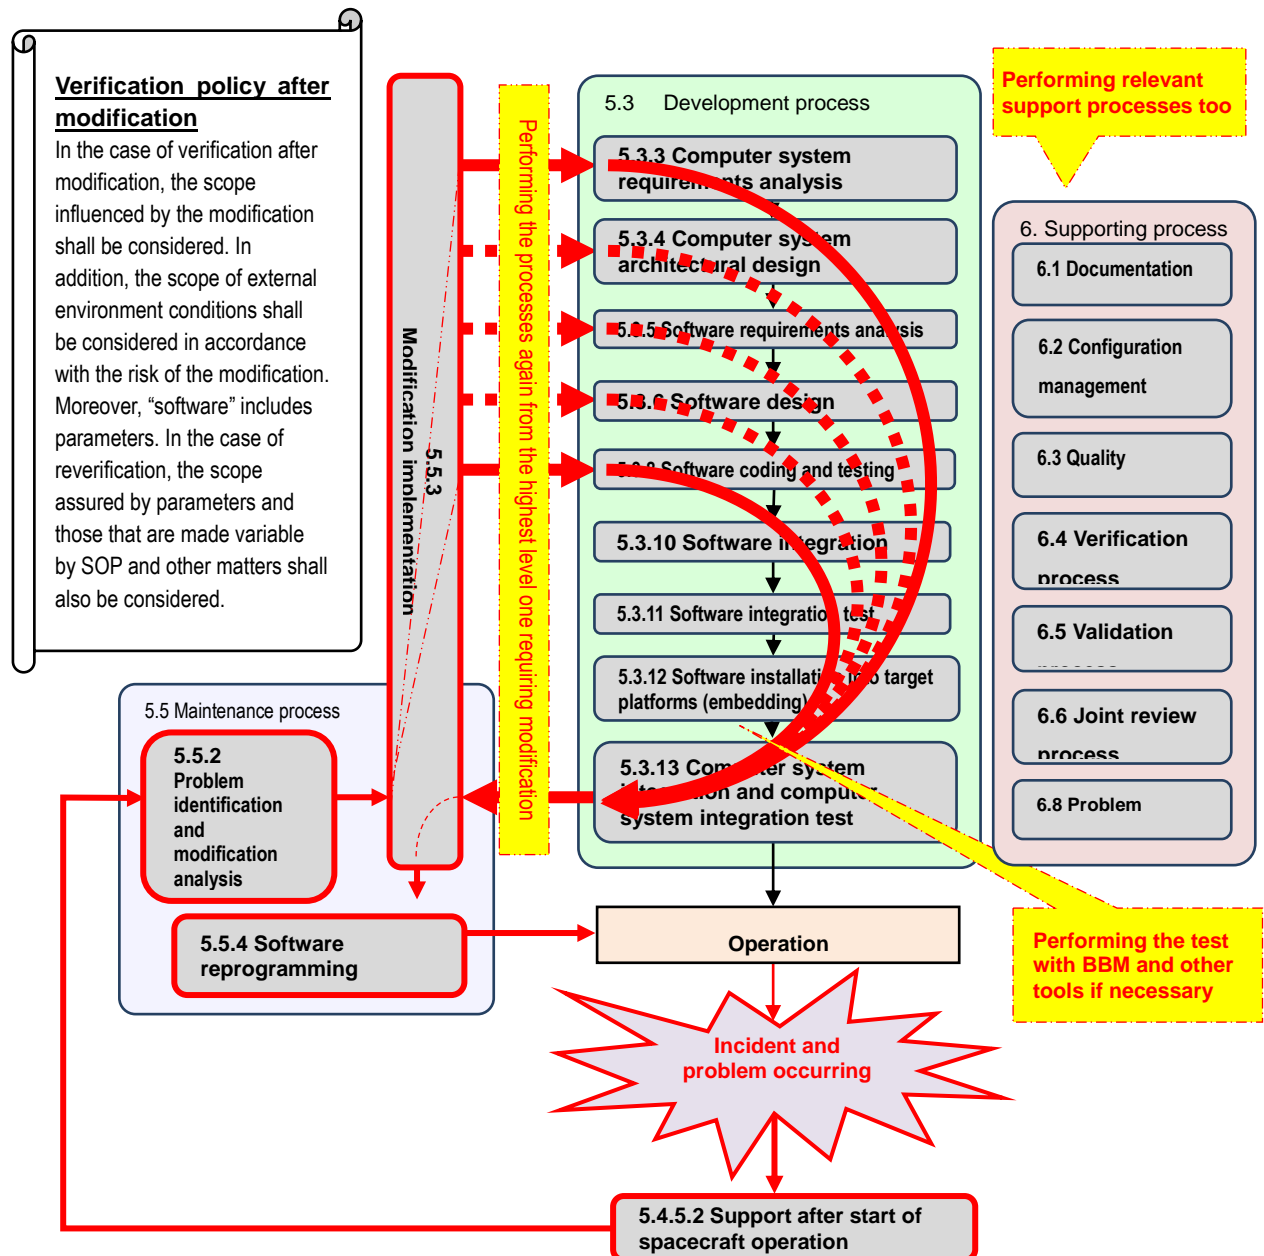 Verification policy after
modification
In the case of verification after
modification, the scope
influenced by the modification
shall be considered. In
addition, the scope of external
environment conditions shall
be considered in accordance
with the risk of the modification.
Moreover, “software” includes
parameters. In the case of
reverification, the scope
assured by parameters and
those that are made variable
by SOP and other matters shall
also be considered.
5.5.3
Modification implementation
Performing the processes again from the highest level one requiring modification
5.3 Development process
5.3.3 Computer system
requirements analysis
5.3.4 Computer system
architectural design
5.3.5 Software requirements analysis
5.3.6 Software design
5.3.8 Software coding and testing
5.3.10 Software integration
5.3.11 Software integration test
5.3.12 Software installation into target
platforms (embedding)
5.3.13 Computer system
integration and computer
system integration test
Performing relevant
support processes too
6. Supporting process
6.1 Documentation
6.2 Configuration
management
6.3 Quality
6.4 Verification
process
6.5 Validation
process
6.6 Joint review
process
6.8 Problem
5.5 Maintenance process
5.5.2
Problem
identification
and
modification
analysis
5.5.4 Software
reprogramming
Operation
Performing the test
with BBM and other
tools if necessary
Incident and
problem occurring
5.4.5.2 Support after start of
spacecraft operation